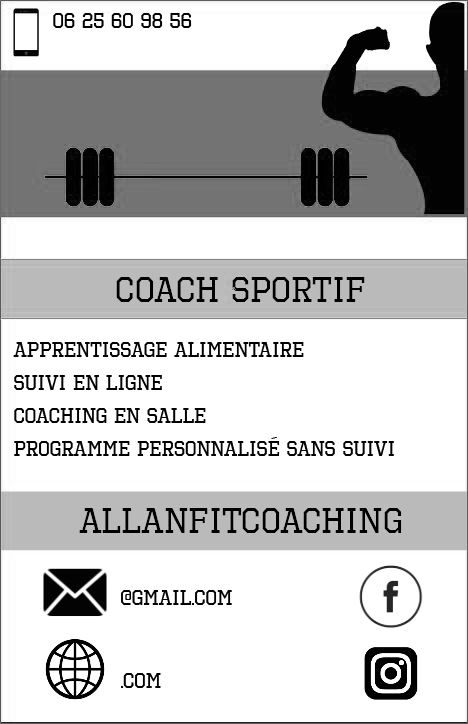 06 25 60 98 56
COACH SPORTIF
APPRENTISSAGE ALIMENTAIRE
SUIVI EN LIGNE
COACHING EN SALLE
PROGRAMME PERSONNALISÉ SANS SUIVI
ALLANFITCOACHING
@GMAIL.COM
f
.COM